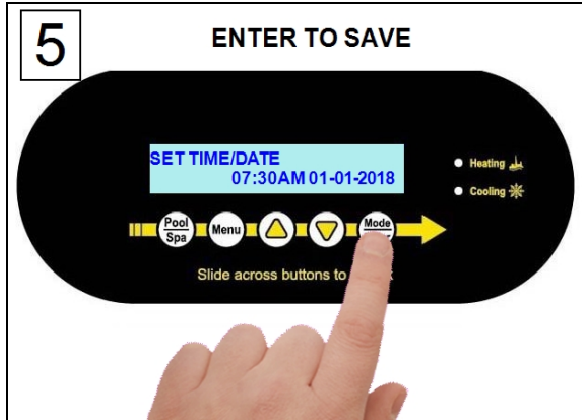 5
ENTER TO SAVE
SET TIME/DATE
07:30AM 01-01-2018
Heating
Cooling
Pool
Spa
Menu
Mode
Slide across buttons to